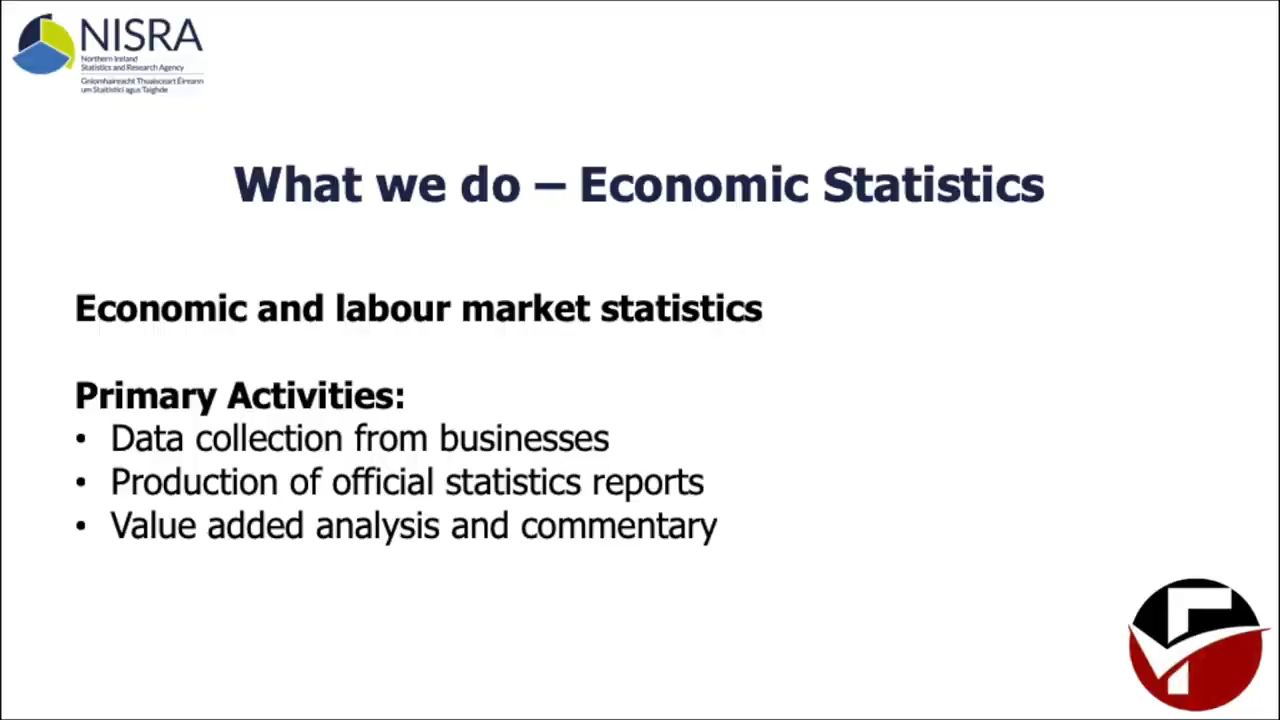 NISRA
Northern Ireland
Statistics and Research Agency
Gníomhaireacht Thuaisceart Éireann
um Staitisticí agus Taighde
What we do – Economic Statistics
Economic and labour market statistics
Primary Activities:
• Data collection from businesses
• Production of official statistics reports
• Value added analysis and commentary
F